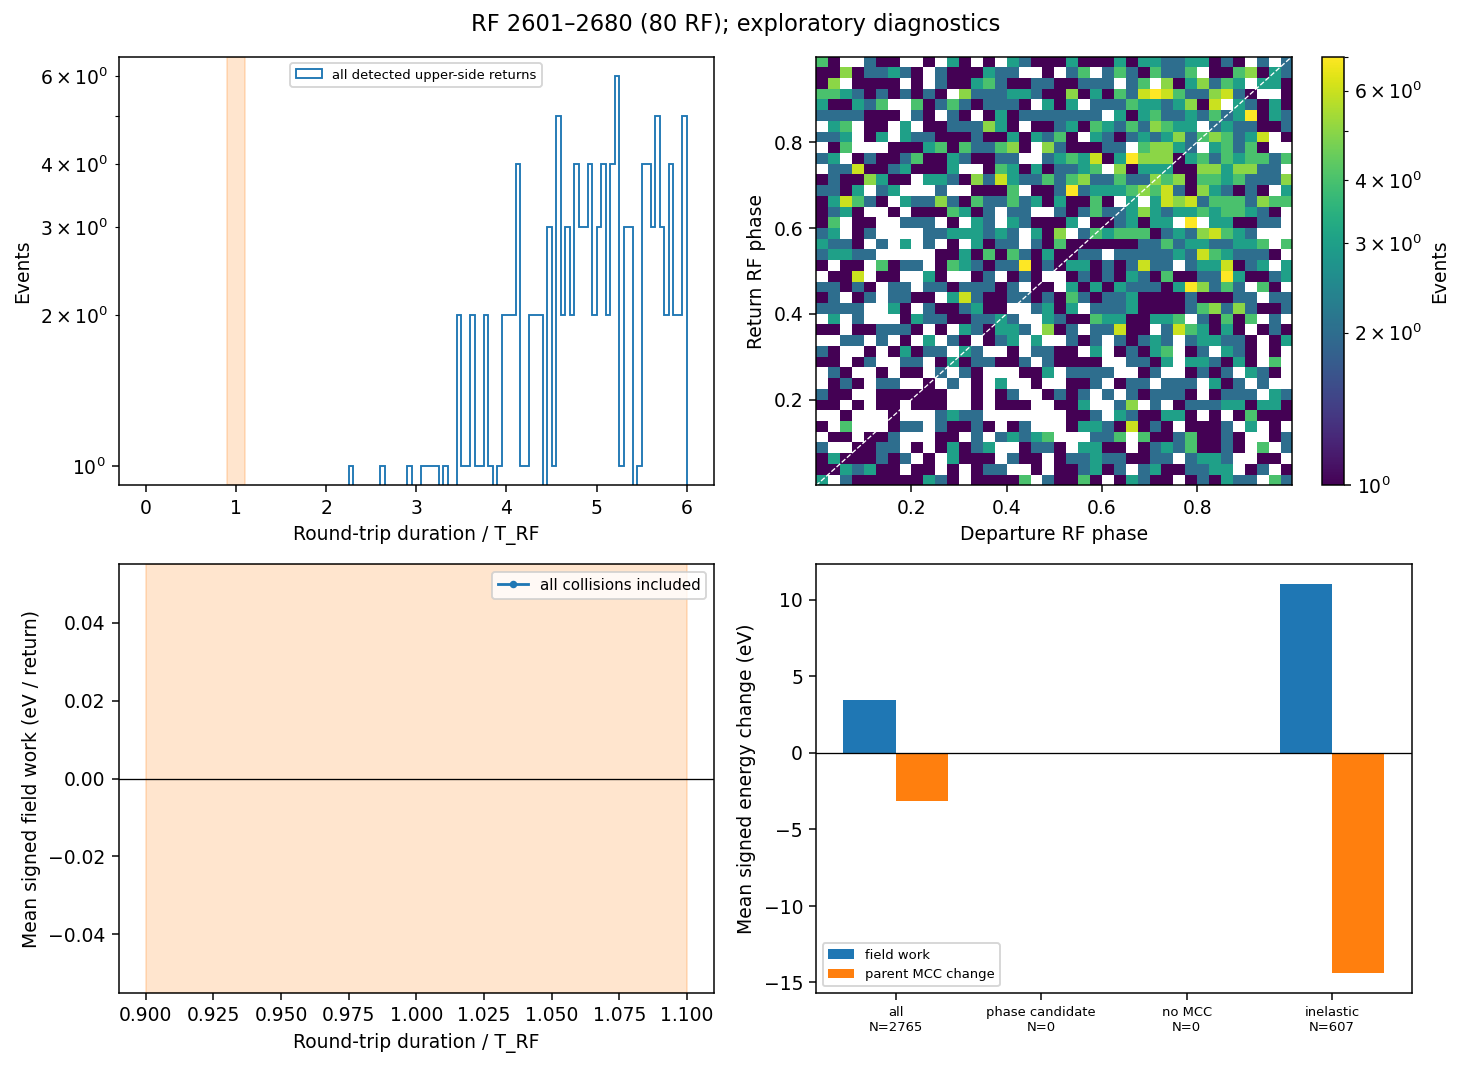 RF 2601–2680 (80 RF); exploratory diagnostics
all detected upper-side returns
Events
6 × 10⁰
4 × 10⁰
3 × 10⁰
2 × 10⁰
10⁰
0 1 2 3 4 5 6
Round-trip duration / T_RF
Return RF phase
0.8
0.6
0.4
0.2
0.2 0.4 0.6 0.8
Departure RF phase
6 × 10⁰
4 × 10⁰
3 × 10⁰
2 × 10⁰
10⁰
Events
all collisions included
Mean signed field work (eV / return)
0.04
0.02
0.00
−0.02
−0.04
0.900 0.925 0.950 0.975 1.000 1.025 1.050 1.075 1.100
Round-trip duration / T_RF
Mean signed energy change (eV)
10
5
0
−5
−10
−15
field work
parent MCC change
all
N=2765
phase candidate
N=0
no MCC
N=0
inelastic
N=607